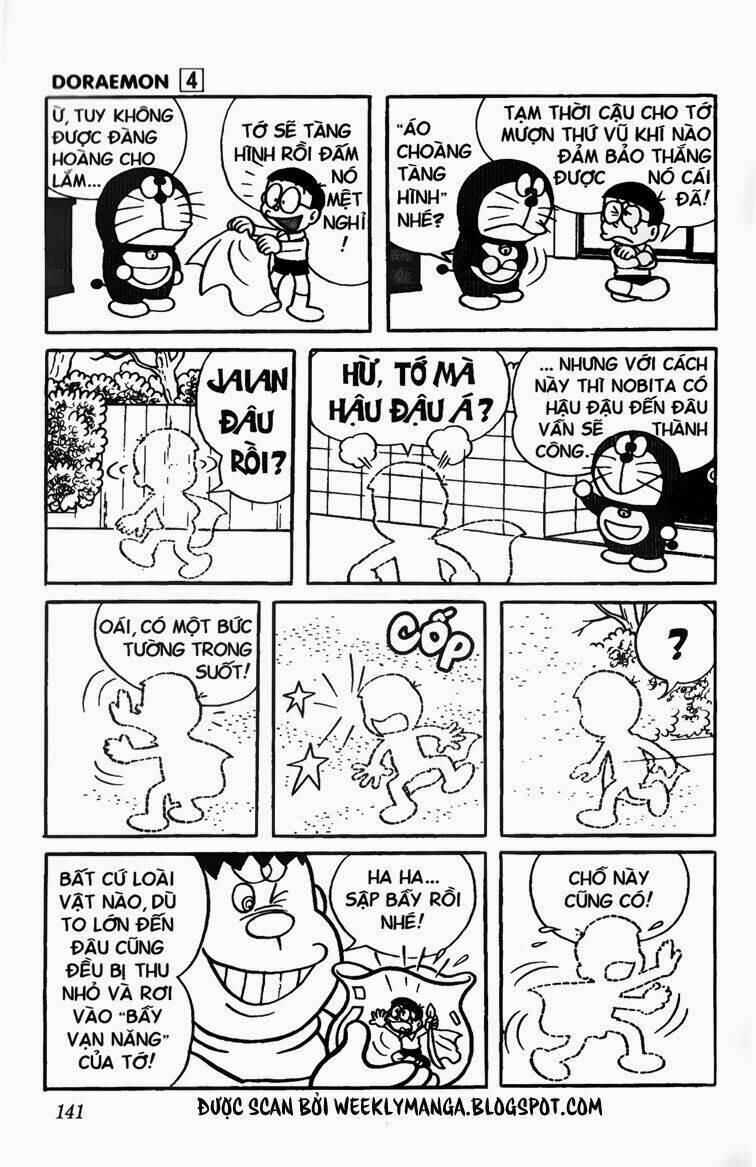 DORAEMON 4
TẠM THỜI CẬU CHO TỚ
MƯỢN THỨ VŨ KHÍ NÀO
ĐẢM BẢO THẮNG
ĐƯỢC NÓ CÁI
ĐÃ!
"ÁO
CHOÀNG
TÀNG
HÌNH"
NHÉ?
TỚ SẼ TÀNG
HÌNH RỒI ĐẤM
NÓ
MỆT
NGHỈ
!
Ừ, TUY KHÔNG
ĐƯỢC ĐÀNG
HOÀNG CHO
LẮM...
... NHƯNG VỚI CÁCH
NÀY THÌ NOBITA CÓ
HẬU ĐẬU ĐẾN ĐÂU
VẪN SẼ THÀNH
CÔNG.
HỪ, TỚ MÀ
HẬU ĐẬU Á?
JAIAN
ĐÂU
RỒI?
?
CỐP
OÁI, CÓ MỘT BỨC
TƯỜNG TRONG
SUỐT!
CHỖ NÀY
CŨNG CÓ!
HA HA...
SẬP BẪY RỒI
NHÉ!
BẤT CỨ LOÀI
VẬT NÀO, DÙ
TO LỚN ĐẾN
ĐÂU CŨNG
ĐỀU BỊ THU
NHỎ VÀ RƠI
VÀO "BẪY
VẠN NĂNG"
CỦA TỚ!
141
ĐƯỢC SCAN BỞI WEEKLYMANGA.BLOGSPOT.COM